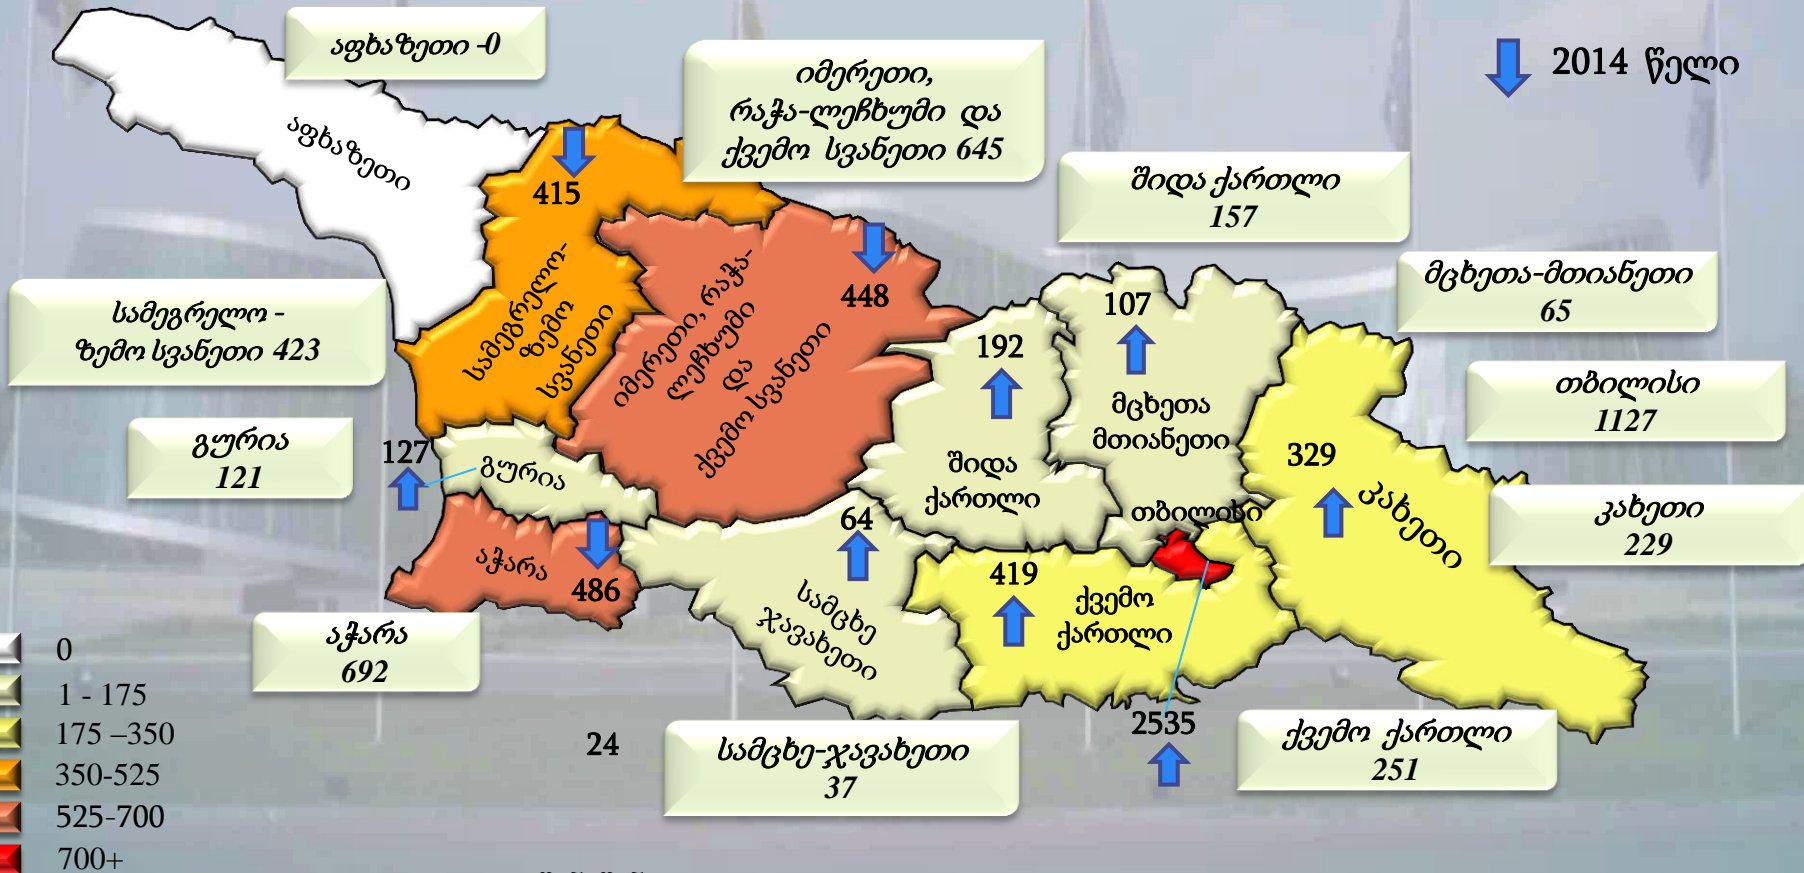 აფხაზეთი -0
იმერეთი,
რაჭა-ლეჩხუმი და
ქვემო სვანეთი 645
2014 წელი
შიდა ქართლი
157
მცხეთა-მთიანეთი
65
სამეგრელო -
ზემო სვანეთი 423
თბილისი
1127
გურია
121
კახეთი
229
აჭარა
692
სამცხე-ჯავახეთი
37
ქვემო ქართლი
251
აფხაზეთი
415
სამეგრელო-
ზემო
სვანეთი
448
იმერეთი, რაჭა-
ლეჩხუმი
და
ქვემო სვანეთი
192
შიდა
ქართლი
107
მცხეთა
მთიანეთი
თბილისი
329
კახეთი
127
გურია
აჭარა
486
64
სამცხე
ჯავახეთი
419
ქვემო
ქართლი
2535
24
0
1 - 175
175 –350
350-525
525-700
700+